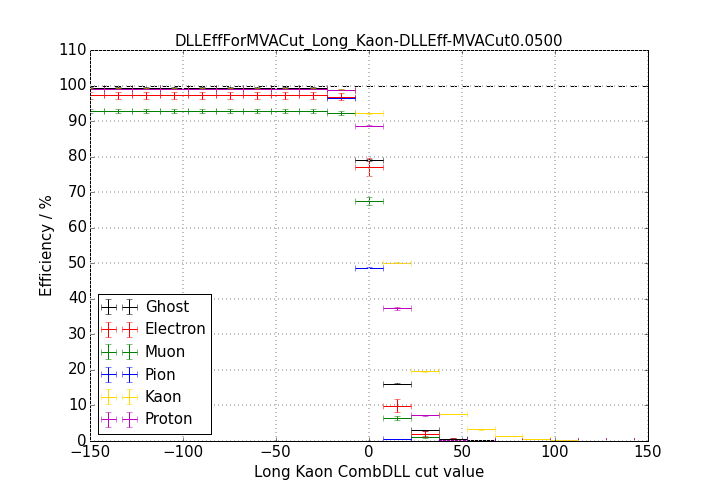 DLLEffForMVACut_Long_Kaon-DLLEff-MVACut0.0500
110
100
90
80
70
60
50
40
30
20
10
0
Efficiency / %
Ghost
Electron
Muon
Pion
Kaon
Proton
−150 −100 −50 0 50 100 150
Long Kaon CombDLL cut value